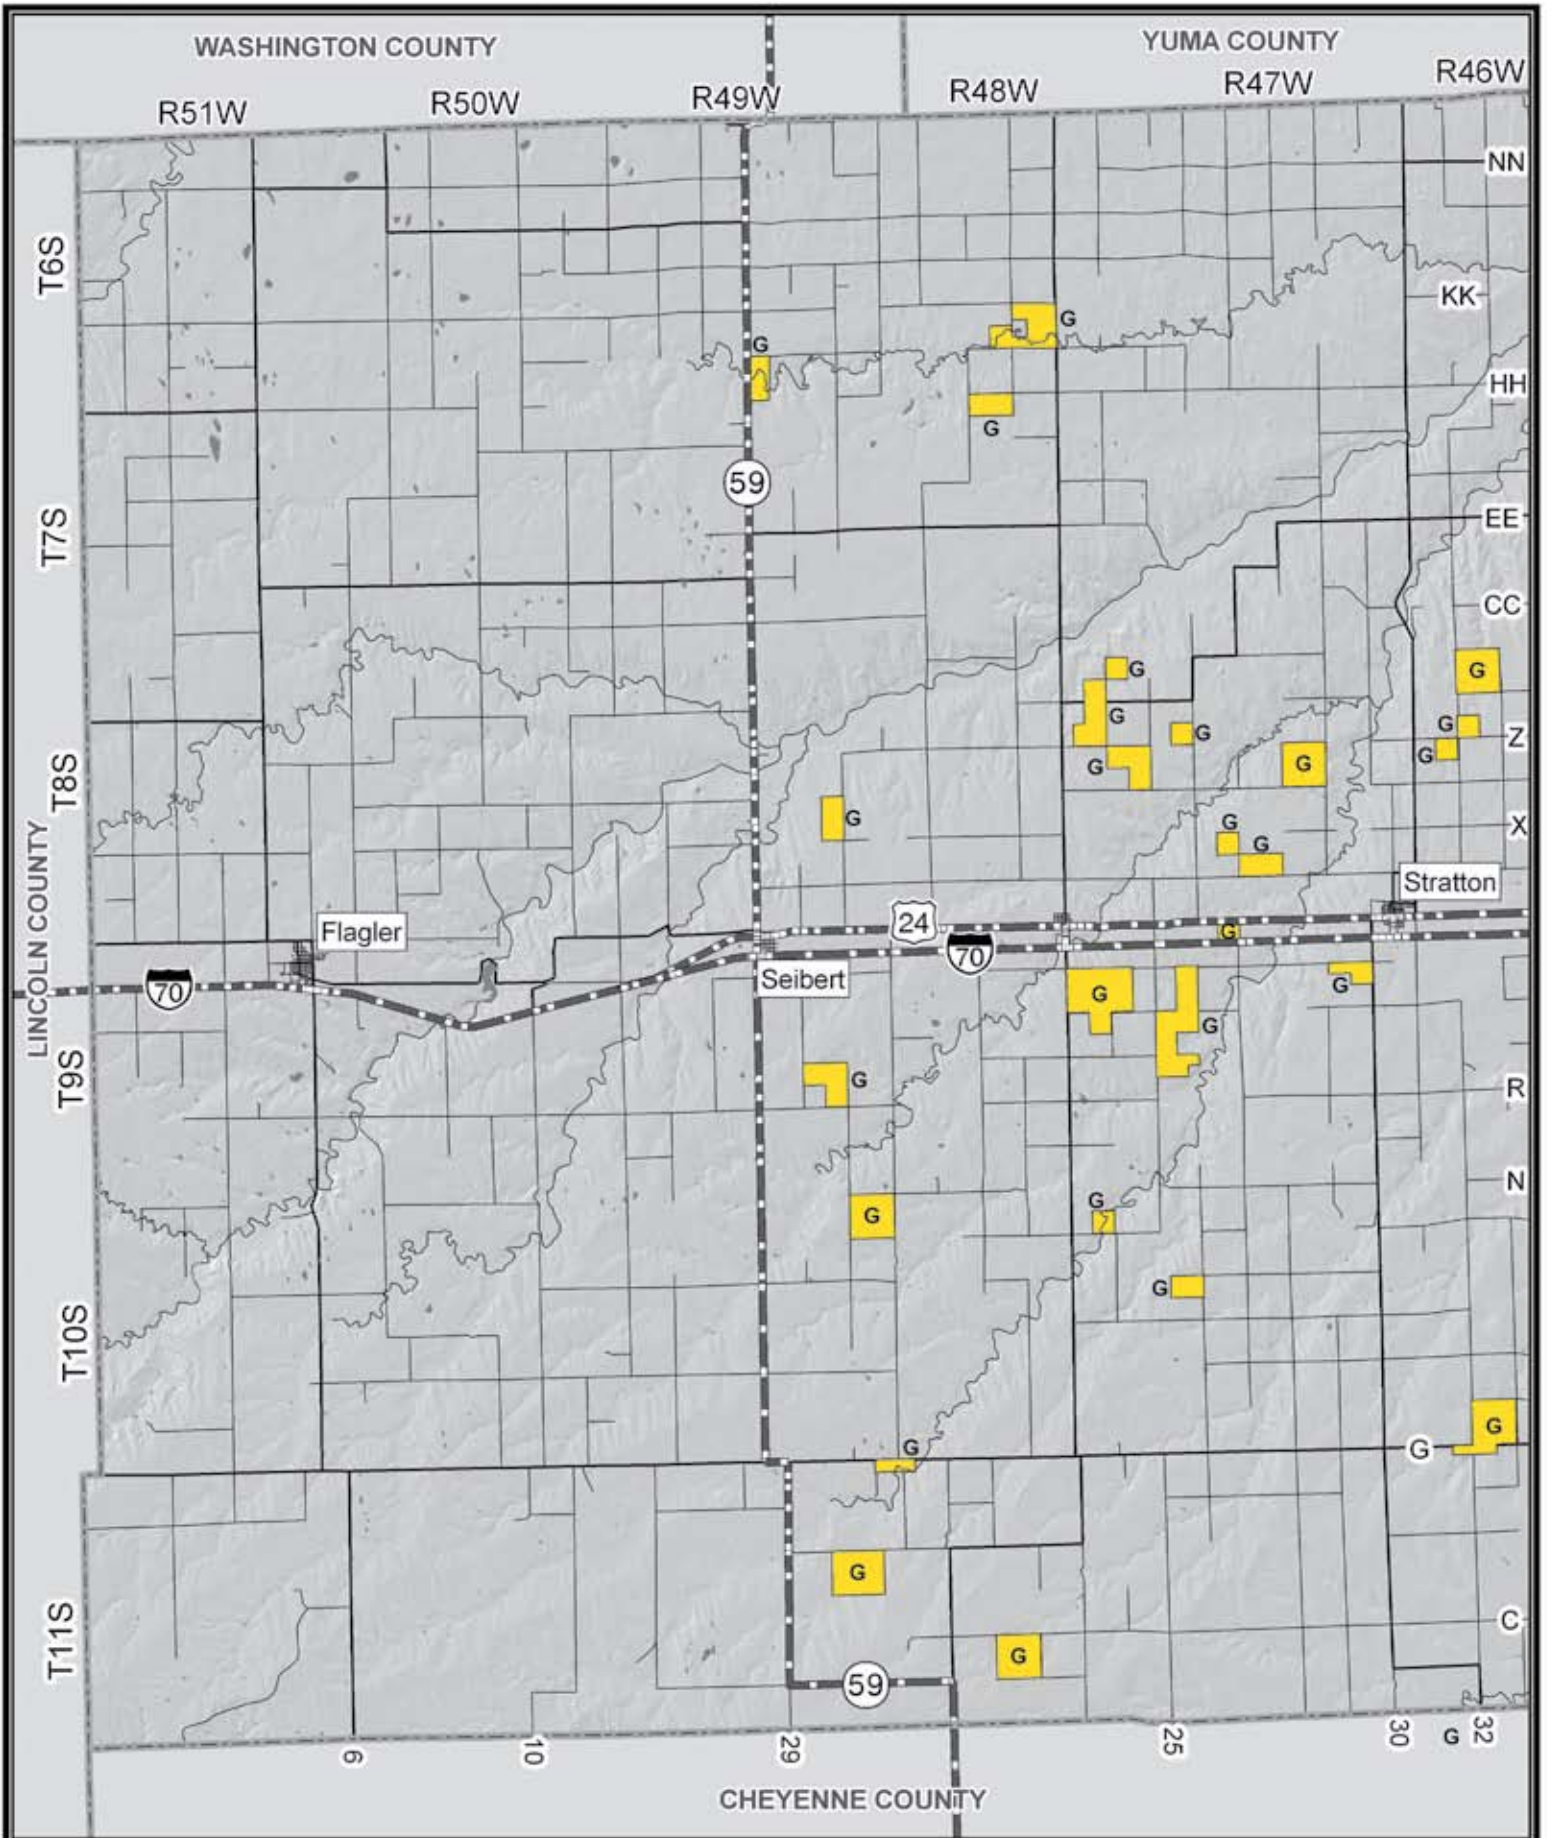 WASHINGTON COUNTY
YUMA COUNTY
R51W
R50W
R49W
R48W
R47W
R46W
NN
T6S
KK
G
G
HH
G
59
EE
T7S
CC
G
G
G
G
G
Z
G
G
G
T8S
G
X
G
G
Stratton
LINCOLN COUNTY
24
Flagler
G
70
Seibert
70
G
G
G
T9S
G
R
N
G
G
G
T10S
G
G
G
G
T11S
C
G
59
6
10
29
25
30
G
32
CHEYENNE COUNTY